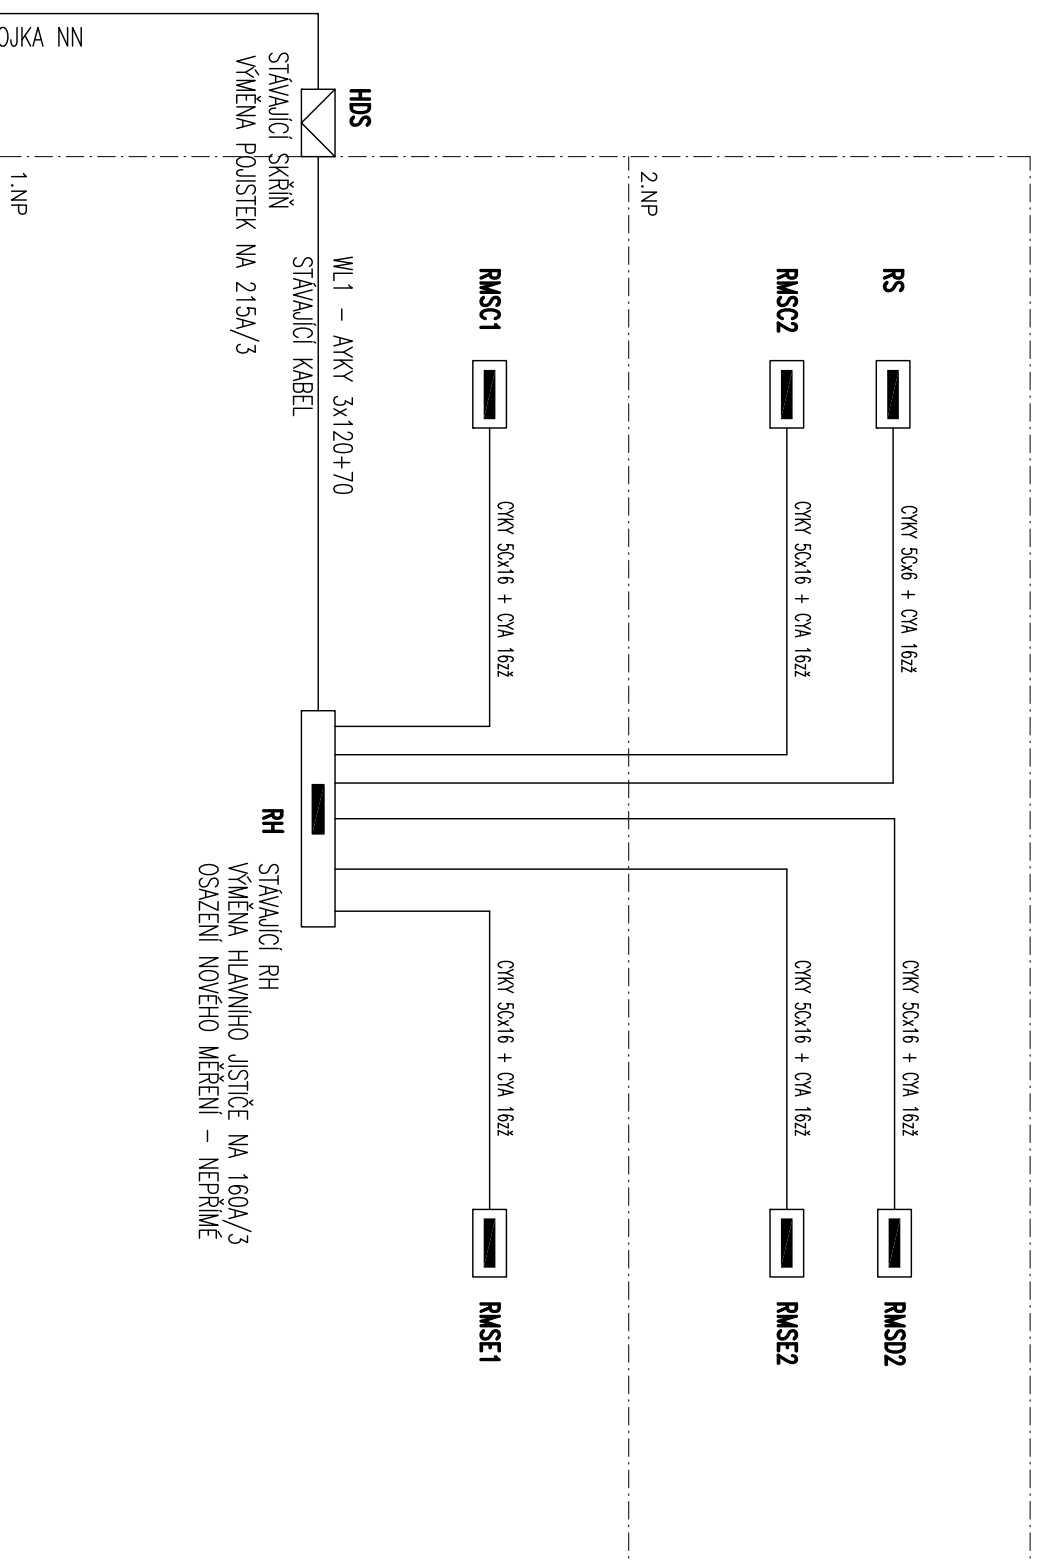 RS
CYKY 5Cx6 + CYA 16zž
CYKY 5Cx16 + CYA 16zž
RMSD2
RMSC2
CYKY 5Cx16 + CYA 16zž
CYKY 5Cx16 + CYA 16zž
RMSE2
2.NP
RMSC1
CYKY 5Cx16 + CYA 16zž
CYKY 5Cx16 + CYA 16zž
RMSE1
HDS
WL1 - AYKY 3x120+70
STÁVAJÍCÍ KABEL
STÁVAJÍCÍ SKŘÍŇ
VÝMĚNA POJISTEK NA 215A/3
RH
STÁVAJÍCÍ RH
VÝMĚNA HLAVNÍHO JISTIČE NA 160A/3
OSAZENÍ NOVÉHO MĚŘENÍ - NEPŘÍMÉ
1.NP
OJKA NN